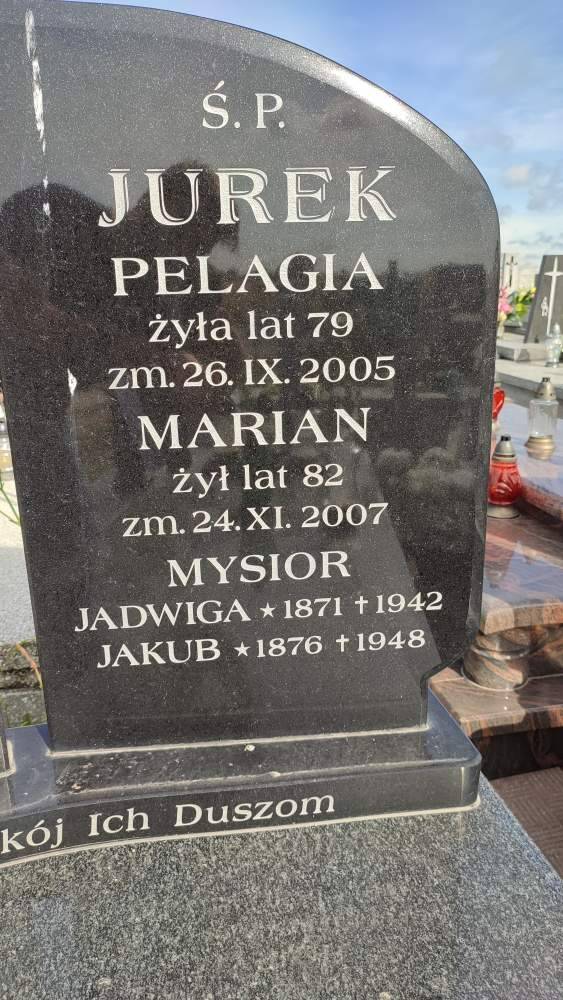 Ś. P.
JUREK
PELAGIA
żyła lat 79
zm. 26. IX. 2005
MARIAN
żył lat 82
zm. 24. XI. 2007
MYSIOR
JADWIGA ★ 1871 † 1942
JAKUB ★ 1876 † 1948
kój Ich Duszom